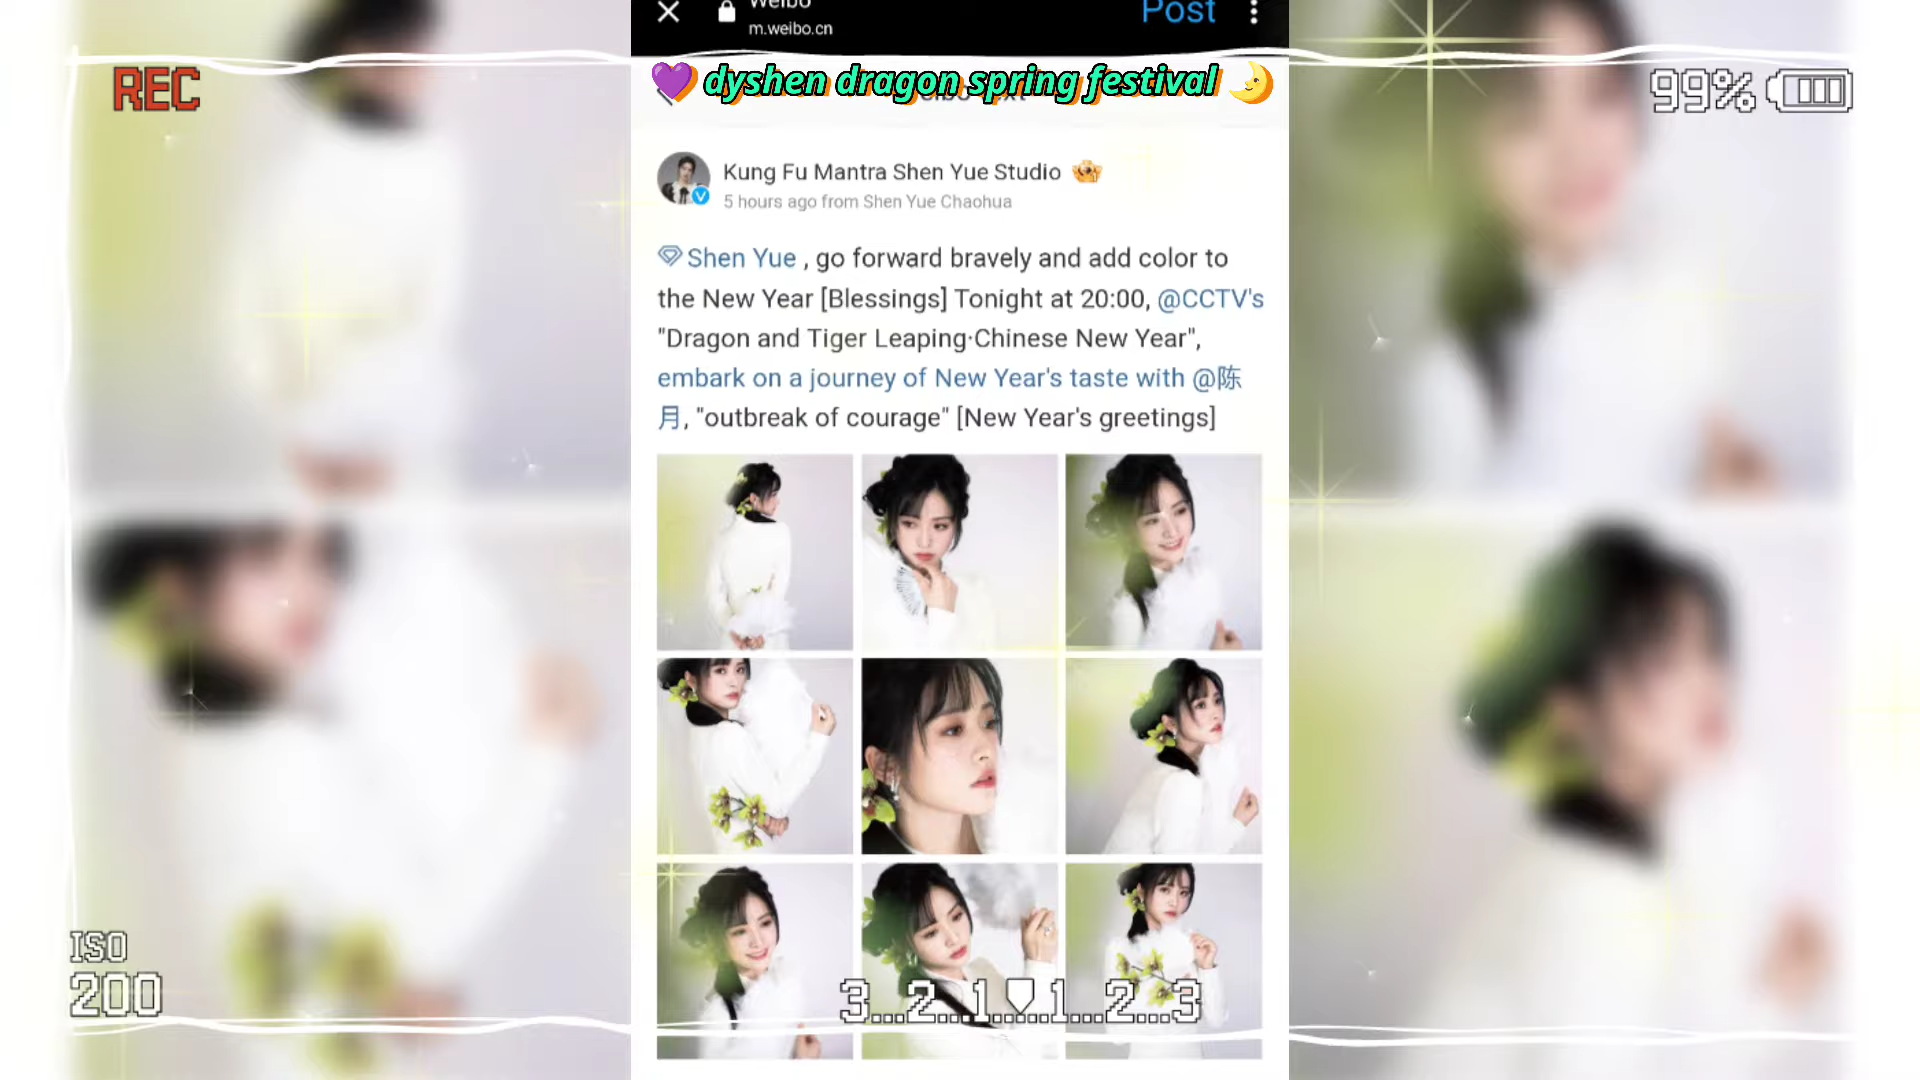 Weibo
Post
m.weibo.cn
REC
💜 dyshen dragon spring festival 🌛
99%
Kung Fu Mantra Shen Yue Studio
5 hours ago from Shen Yue Chaohua
Shen Yue , go forward bravely and add color to
the New Year [Blessings] Tonight at 20:00, @CCTV's
"Dragon and Tiger Leaping·Chinese New Year",
embark on a journey of New Year's taste with @陈
月, "outbreak of courage" [New Year's greetings]
ISO
200
3...2...1...1...2...3